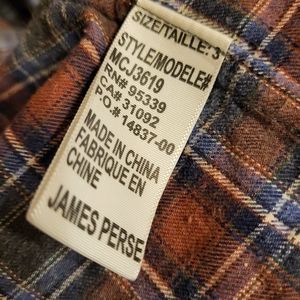 SIZE/TAILLE: 3
STYLE/MODELE#
MCJ3619
RN# 95339
CA# 31092
P.O.# 14837-00
MADE IN CHINA
FABRIQUE EN
CHINE
JAMES PERSE